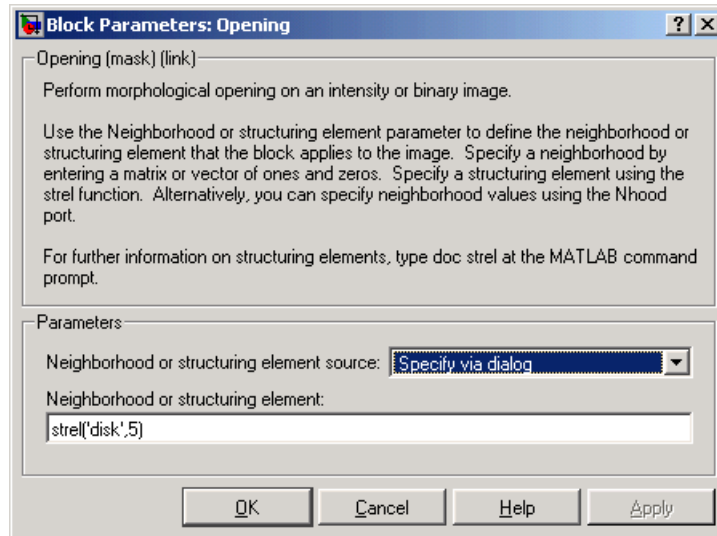 Block Parameters: Opening
Opening (mask) (link)
Perform morphological opening on an intensity or binary image.
Use the Neighborhood or structuring element parameter to define the neighborhood or
structuring element that the block applies to the image.  Specify a neighborhood by
entering a matrix or vector of ones and zeros.  Specify a structuring element using the
strel function.  Alternatively, you can specify neighborhood values using the Nhood
port.
For further information on structuring elements, type doc strel at the MATLAB command
prompt.
Parameters
Neighborhood or structuring element source: Specify via dialog
Neighborhood or structuring element:
strel('disk',5)
OK Cancel Help Apply